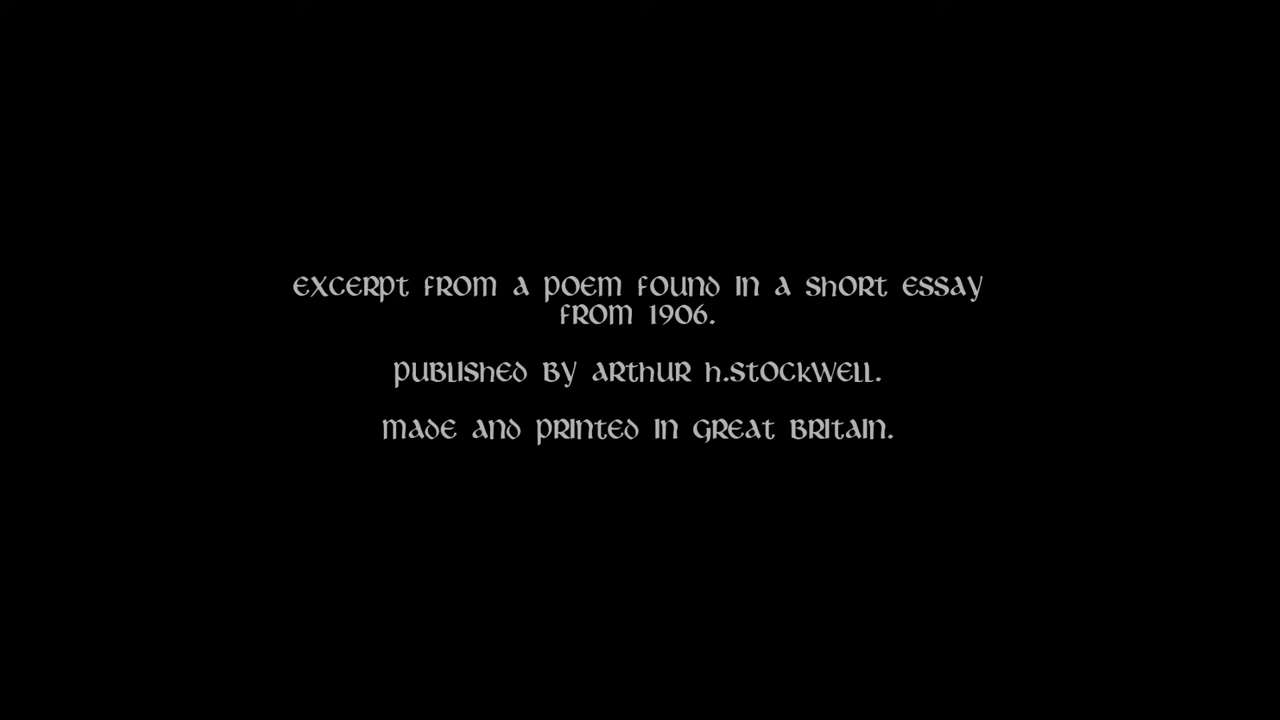 Excerpt from a poem found in a short essay
from 1906.
Published by Arthur H.Stockwell.
Made and printed in Great Britain.